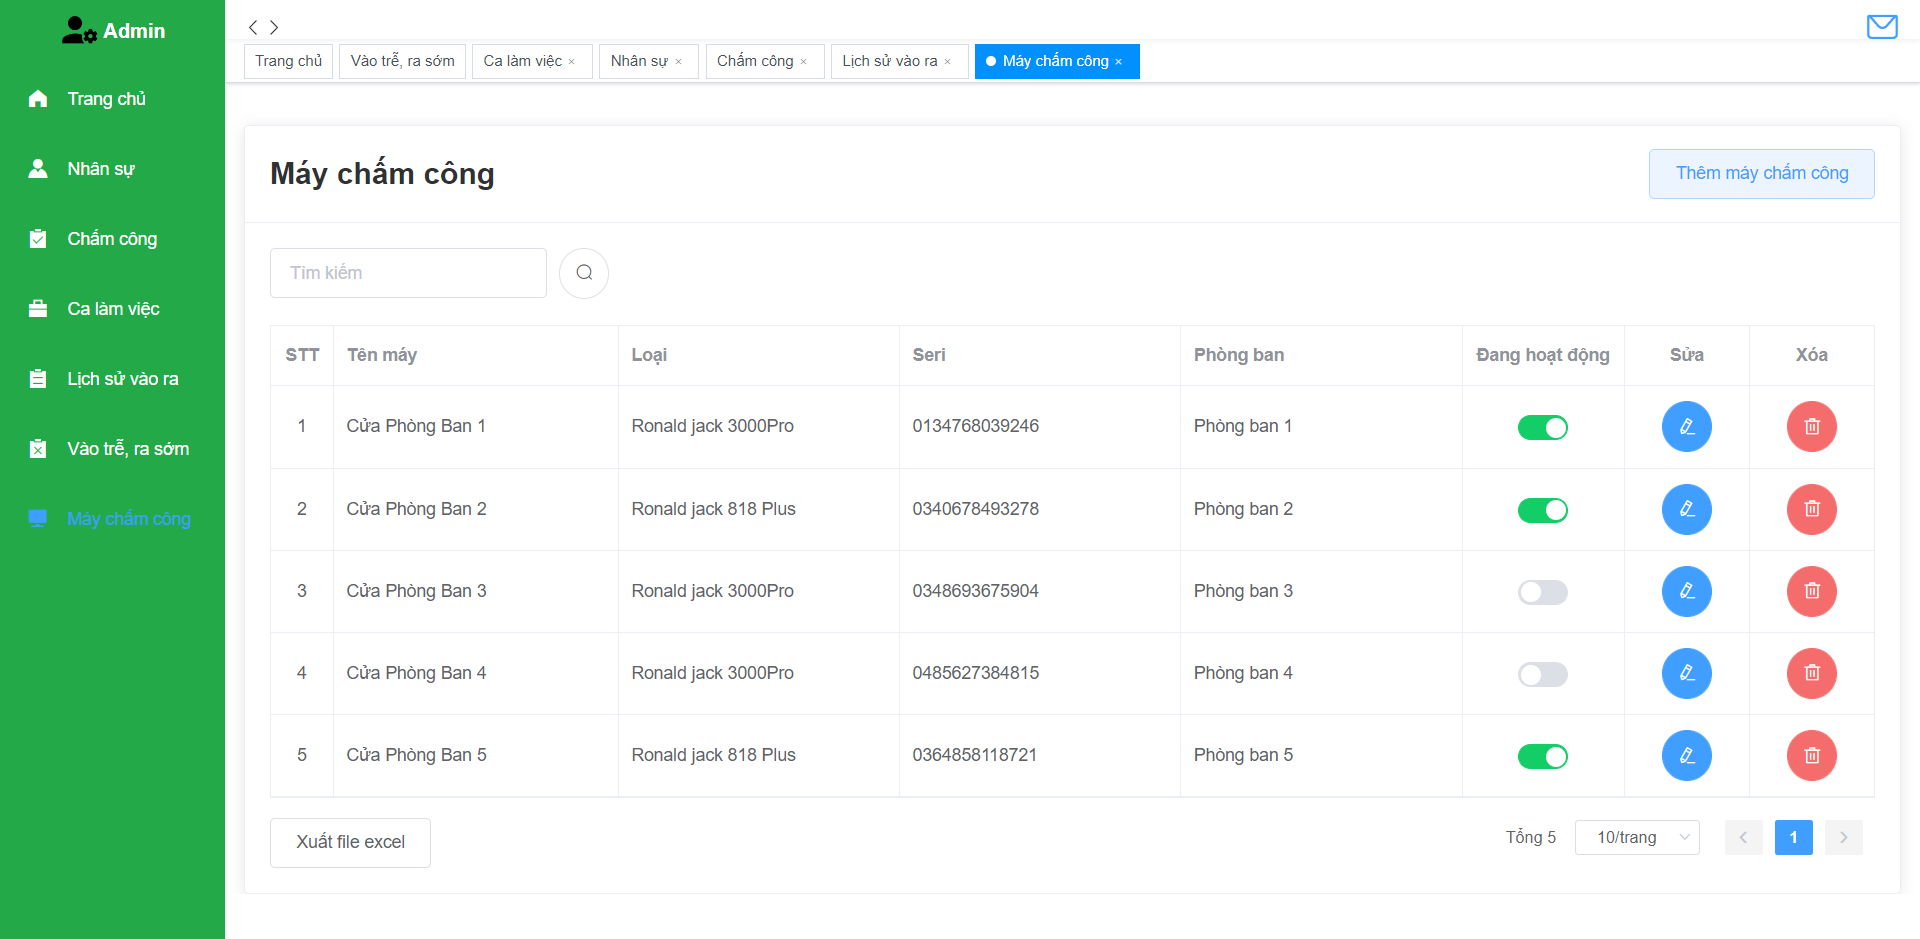 Admin
Trang chủ
Nhân sự
Chấm công
Ca làm việc
Lịch sử vào ra
Vào trễ, ra sớm
Máy chấm công
Trang chủ Vào trễ, ra sớm Ca làm việc × Nhân sự × Chấm công × Lịch sử vào ra × Máy chấm công ×
Máy chấm công Thêm máy chấm công
Tìm kiếm
STT Tên máy Loại Seri Phòng ban Đang hoạt động Sửa Xóa
1 Cửa Phòng Ban 1 Ronald jack 3000Pro 0134768039246 Phòng ban 1
2 Cửa Phòng Ban 2 Ronald jack 818 Plus 0340678493278 Phòng ban 2
3 Cửa Phòng Ban 3 Ronald jack 3000Pro 0348693675904 Phòng ban 3
4 Cửa Phòng Ban 4 Ronald jack 3000Pro 0485627384815 Phòng ban 4
5 Cửa Phòng Ban 5 Ronald jack 818 Plus 0364858118721 Phòng ban 5
Xuất file excel Tổng 5 10/trang 1